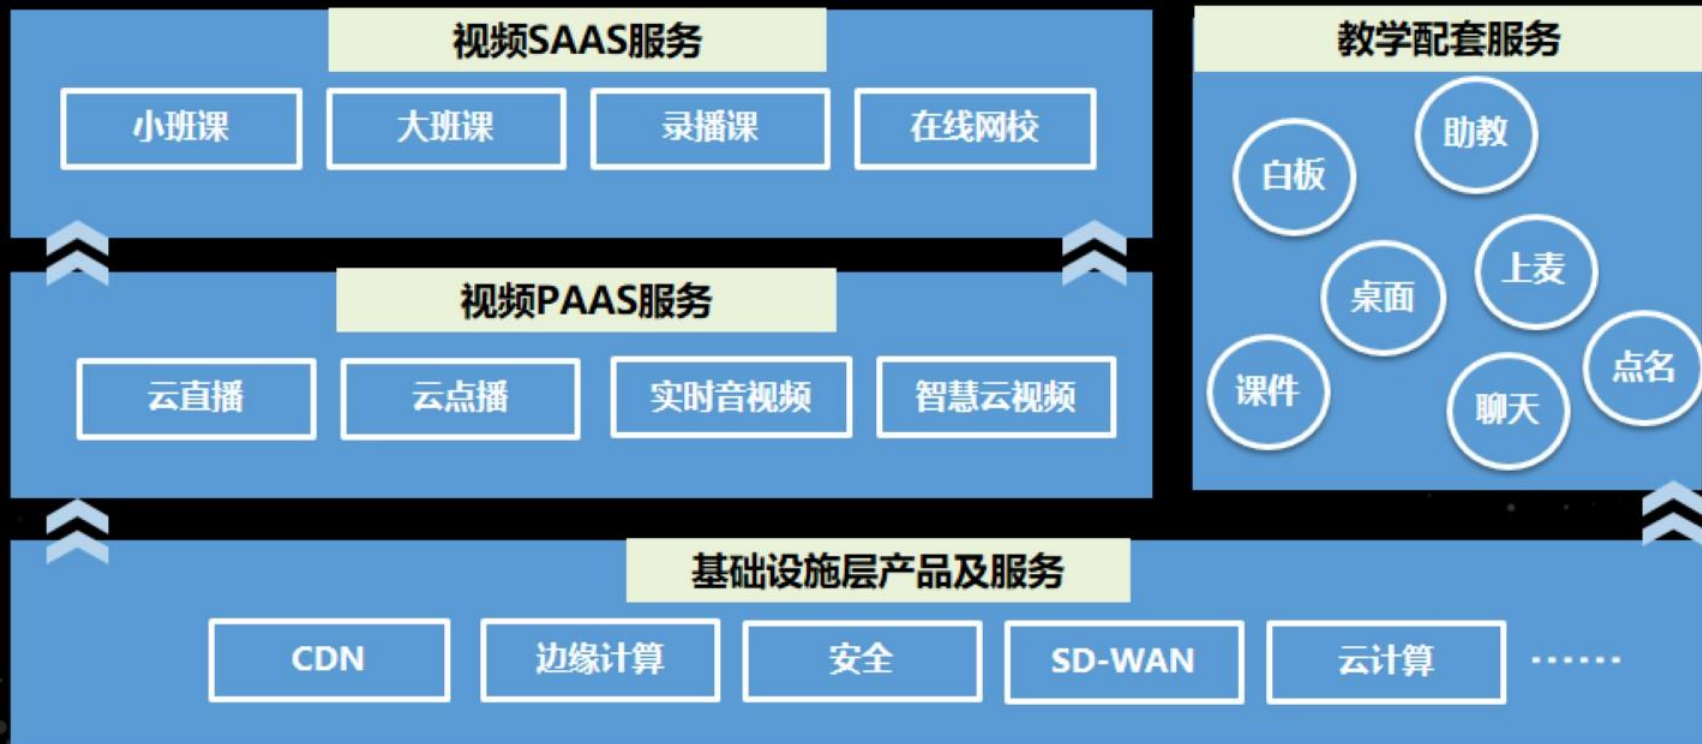 视频SAAS服务
小班课
大班课
录播课
在线网校
视频PAAS服务
云直播
云点播
实时音视频
智慧云视频
教学配套服务
助教
白板
上麦
桌面
点名
课件
聊天
基础设施层产品及服务
CDN
边缘计算
安全
SD-WAN
云计算
······